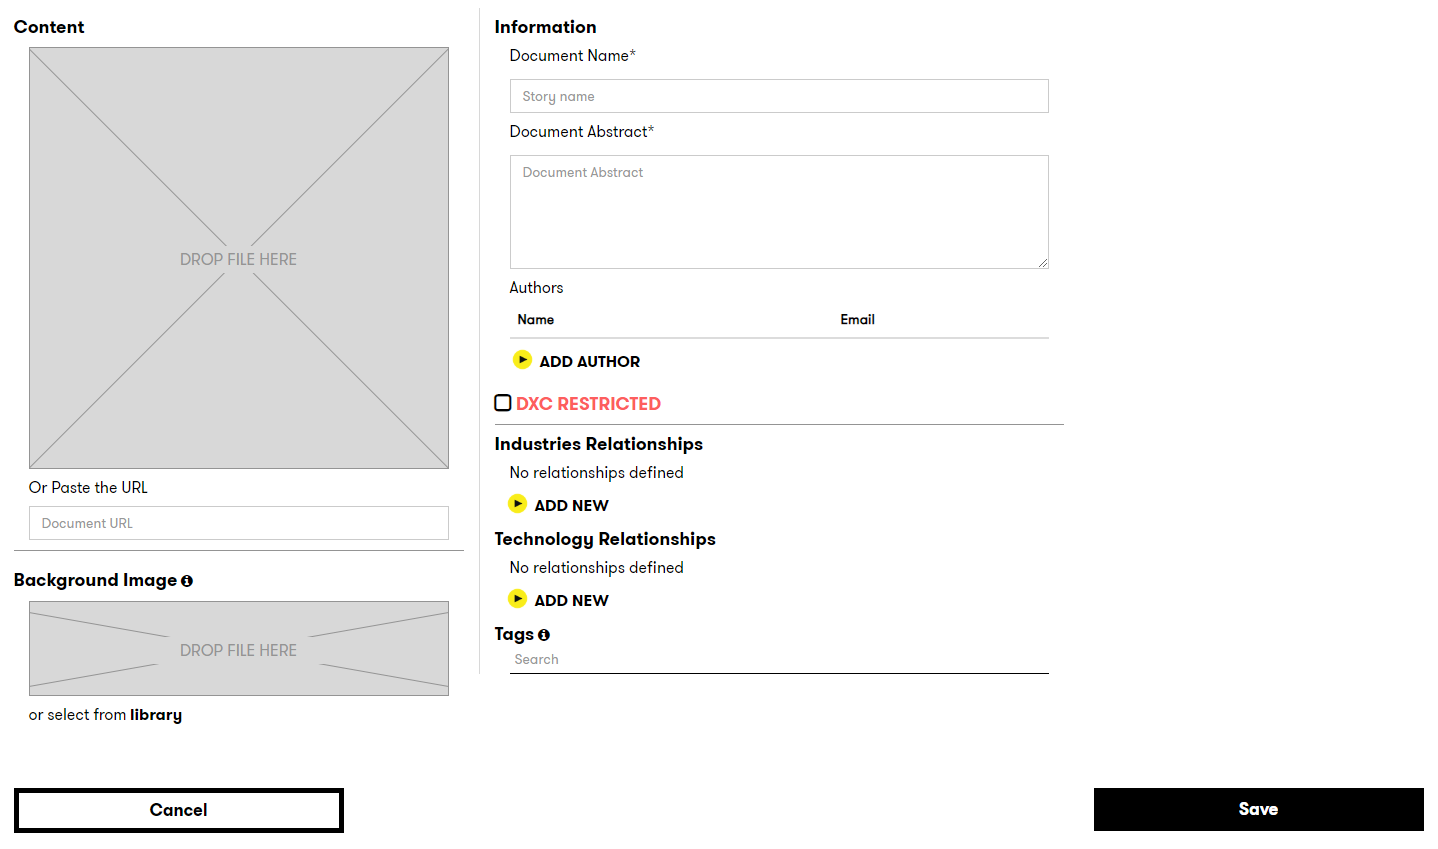 Content
DROP FILE HERE
Or Paste the URL
Document URL
Background Image
DROP FILE HERE
or select from library
Information
Document Name*
Story name
Document Abstract*
Document Abstract
Authors
Name Email
ADD AUTHOR
DXC RESTRICTED
Industries Relationships
No relationships defined
ADD NEW
Technology Relationships
No relationships defined
ADD NEW
Tags
Search
Cancel
Save